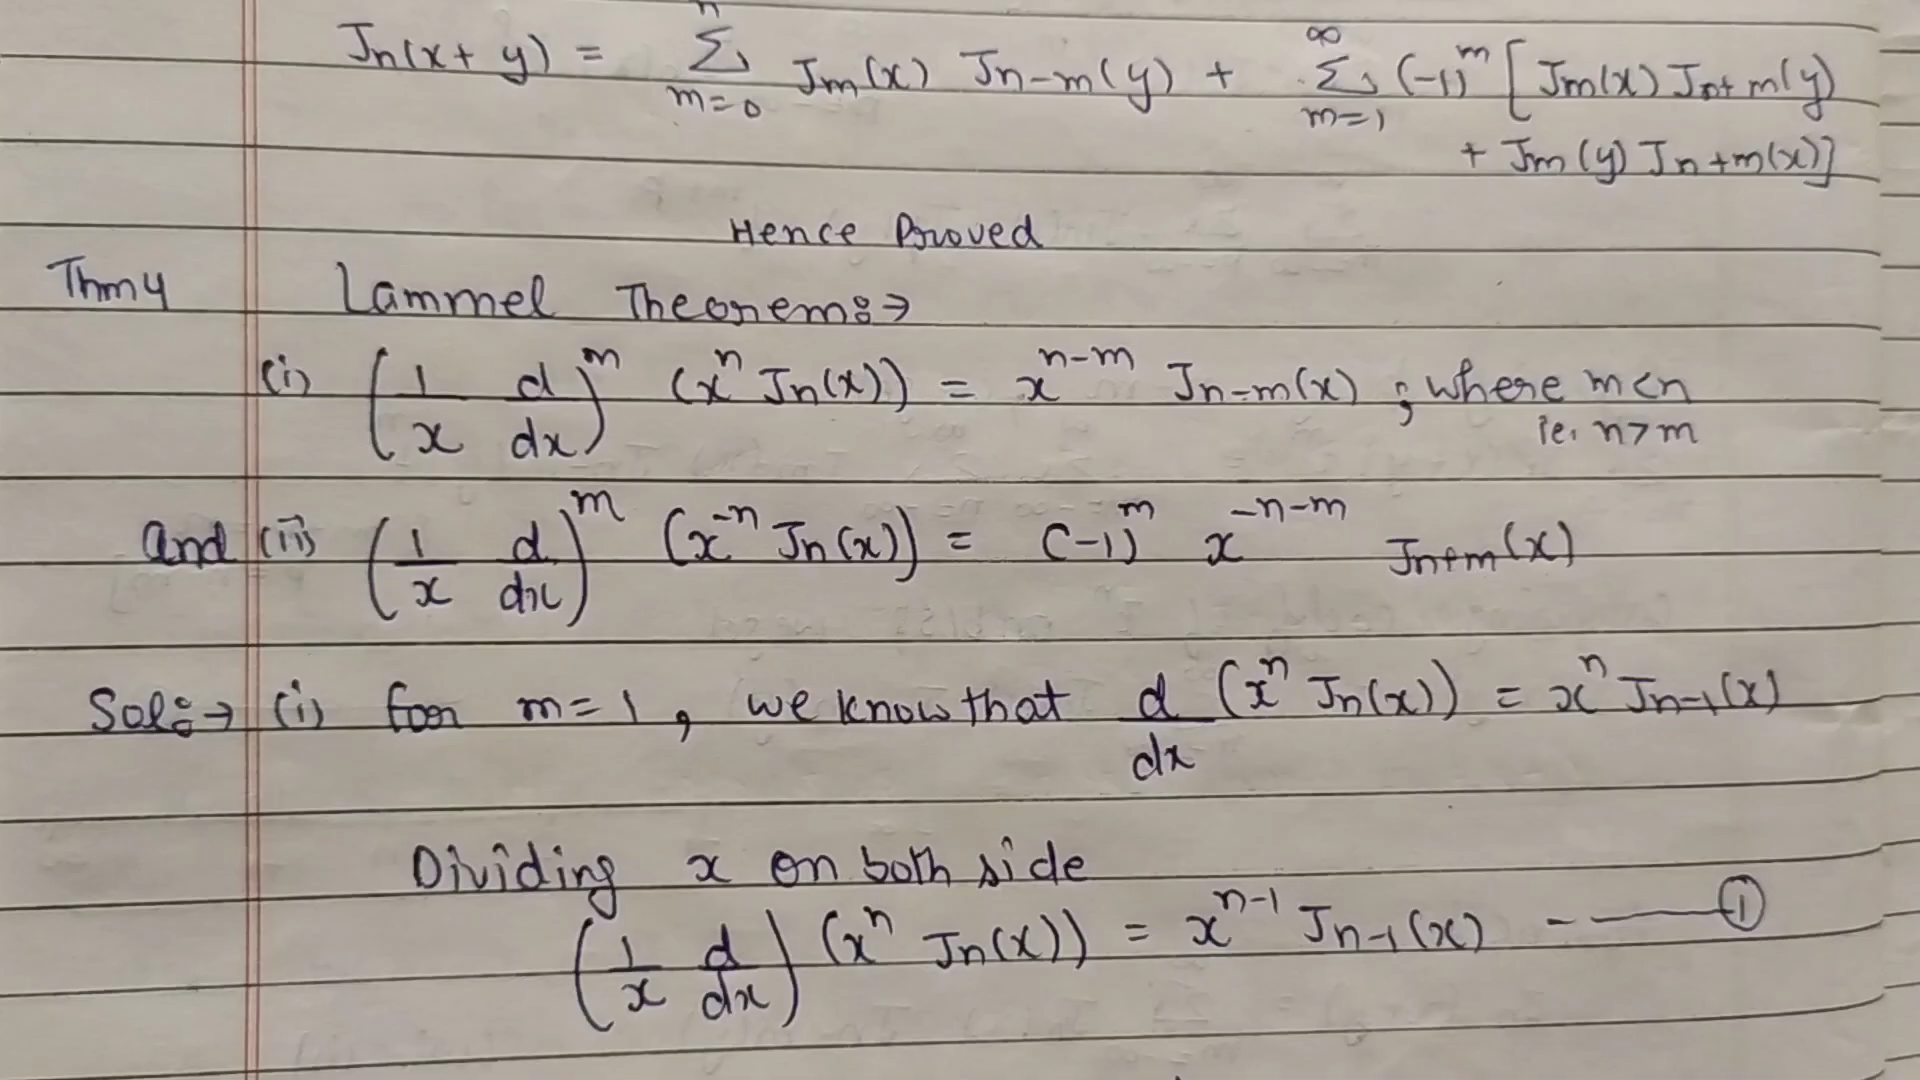 Jn(x+y) = n∑m=0 Jm(x) Jn-m(y) + ∞∑m=1 (-1)^m [Jm(x) Jn+m(y)
+ Jm(y) Jn+m(x)]
Hence Proved
Thm 4 Lammel Theorem:→
(i) (1/x d/dx)^m (x^n Jn(x)) = x^(n-m) Jn-m(x) ; where m<n
ie. n>m
and (ii) (1/x d/dx)^m (x^-n Jn(x)) = (-1)^m x^(-n-m) Jn+m(x)
Sol:→ (i) for m=1, we know that d/dx (x^n Jn(x)) = x^n Jn-1(x)
Dividing x on both side
(1/x d/dx) (x^n Jn(x)) = x^(n-1) Jn-1(x) - —— ①